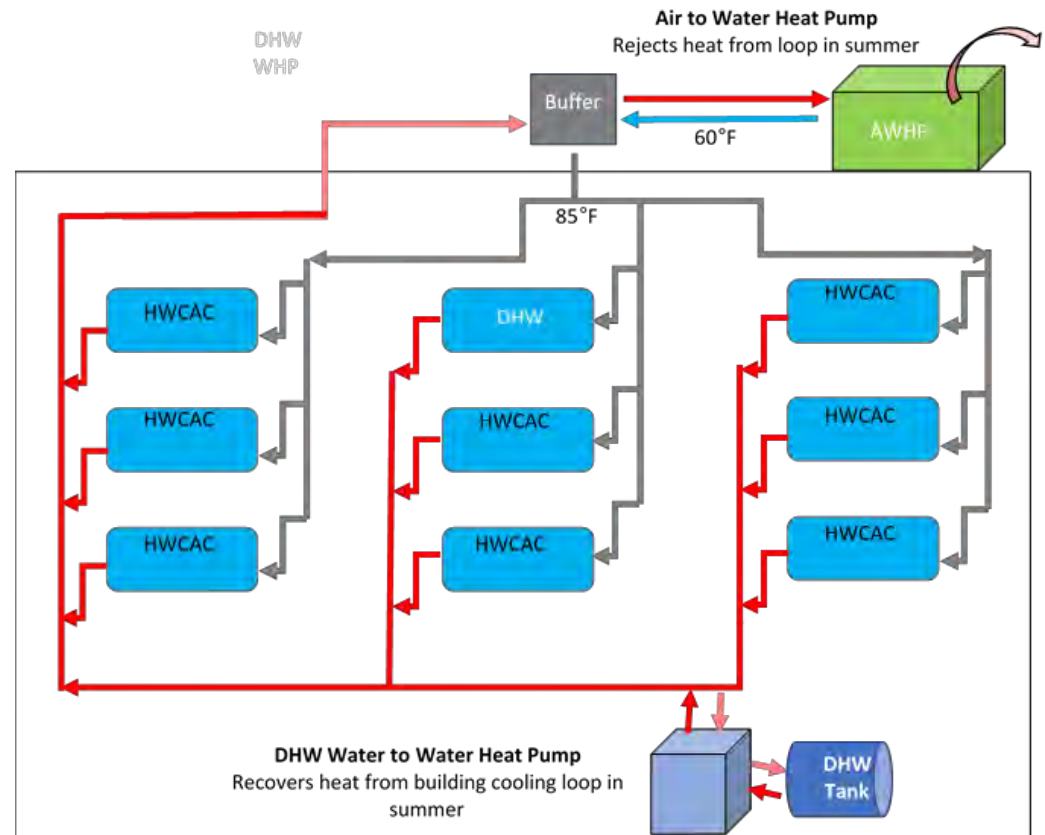 Air to Water Heat Pump
Rejects heat from loop in summer
DHW
WHP
Buffer
60°F
AWHP
85°F
HWCAC
DHW
HWCAC
HWCAC
HWCAC
HWCAC
HWCAC
HWCAC
HWCAC
DHW Water to Water Heat Pump
Recovers heat from building cooling loop in
summer
DHW
Tank